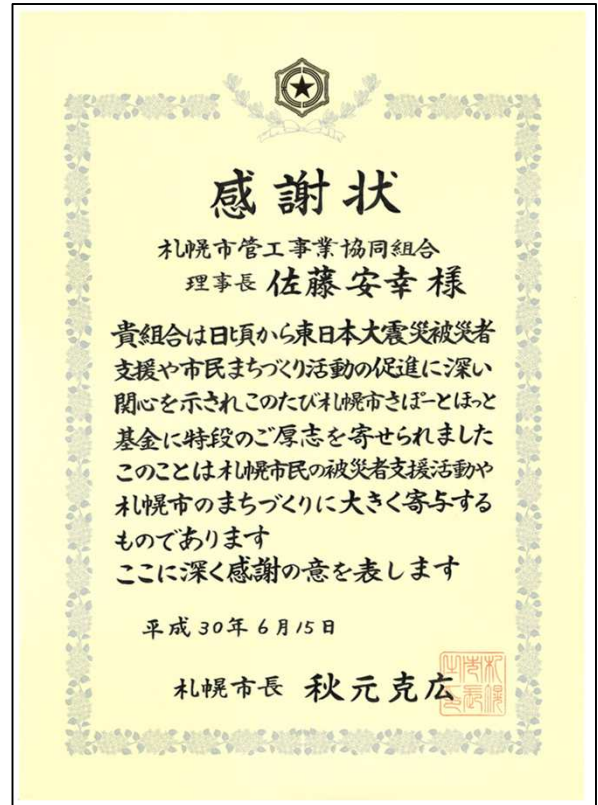 感謝状
札幌市管工事業協同組合
理事長 佐藤安幸 様
貴組合は日頃から東日本大震災被災者
支援や市民まちづくり活動の促進に深い
関心を示されこのたび札幌市さぽーとほっと
基金に特段のご厚志を寄せられました
このことは札幌市民の被災者支援活動や
札幌市のまちづくりに大きく寄与する
ものであります
ここに深く感謝の意を表します
平成30年6月15日
札幌市長 秋元克広
札幌市長之印